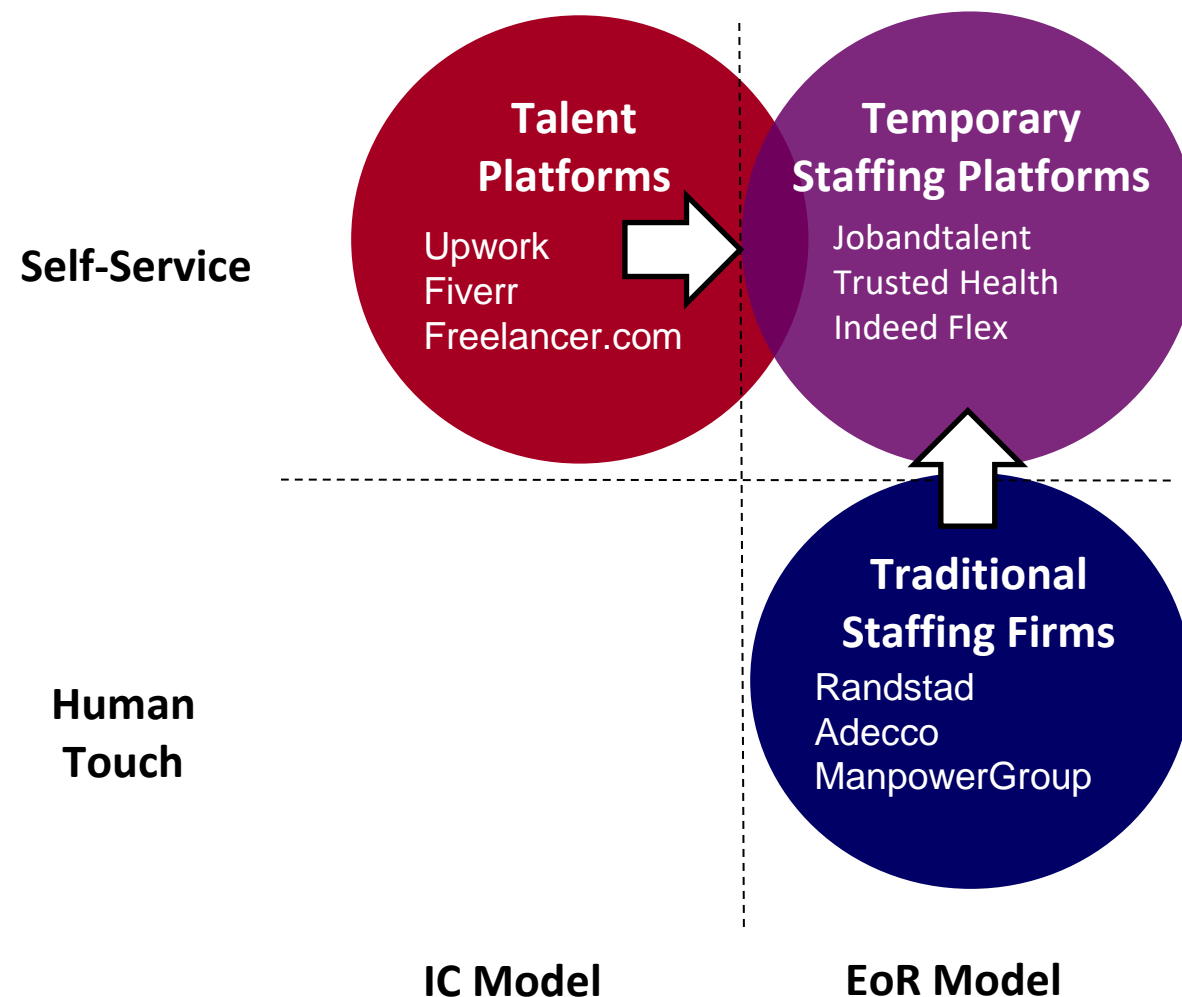 Talent
Platforms
Upwork
Fiverr
Freelancer.com
Temporary
Staffing Platforms
Jobandtalent
Trusted Health
Indeed Flex
Self-Service
Traditional
Staffing Firms
Randstad
Adecco
ManpowerGroup
Human
Touch
IC Model
EoR Model